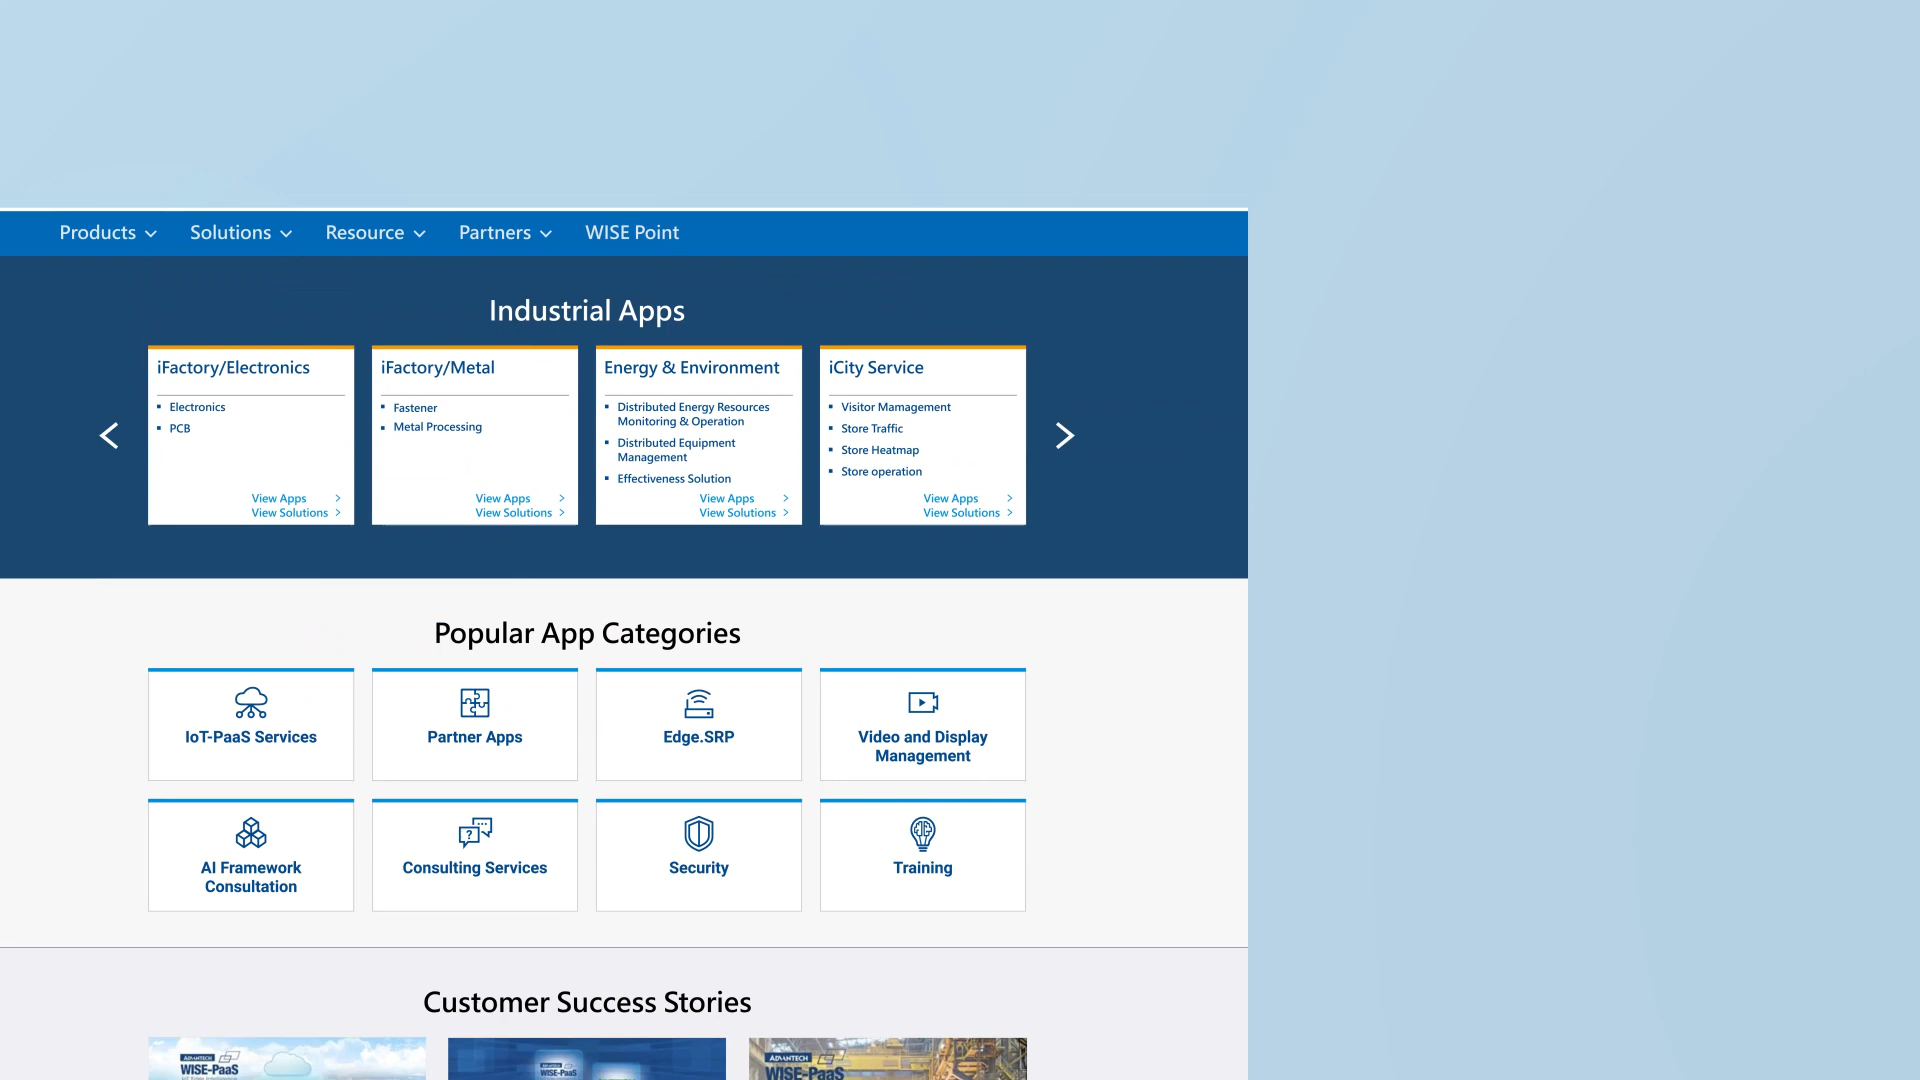 Products Solutions Resource Partners WISE Point
Industrial Apps
iFactory/Electronics
Electronics
PCB
View Apps
View Solutions
iFactory/Metal
Fastener
Metal Processing
View Apps
View Solutions
Energy & Environment
Distributed Energy Resources
Monitoring & Operation
Distributed Equipment
Management
Effectiveness Solution
View Apps
View Solutions
iCity Service
Visitor Mamagement
Store Traffic
Store Heatmap
Store operation
View Apps
View Solutions
Popular App Categories
IoT-PaaS Services
Partner Apps
Edge.SRP
Video and Display
Management
AI Framework
Consultation
Consulting Services
Security
Training
Customer Success Stories
ADVANTECH
WISE-PaaS
ADVANTECH
WISE-PaaS
ADVANTECH
WISE-PaaS